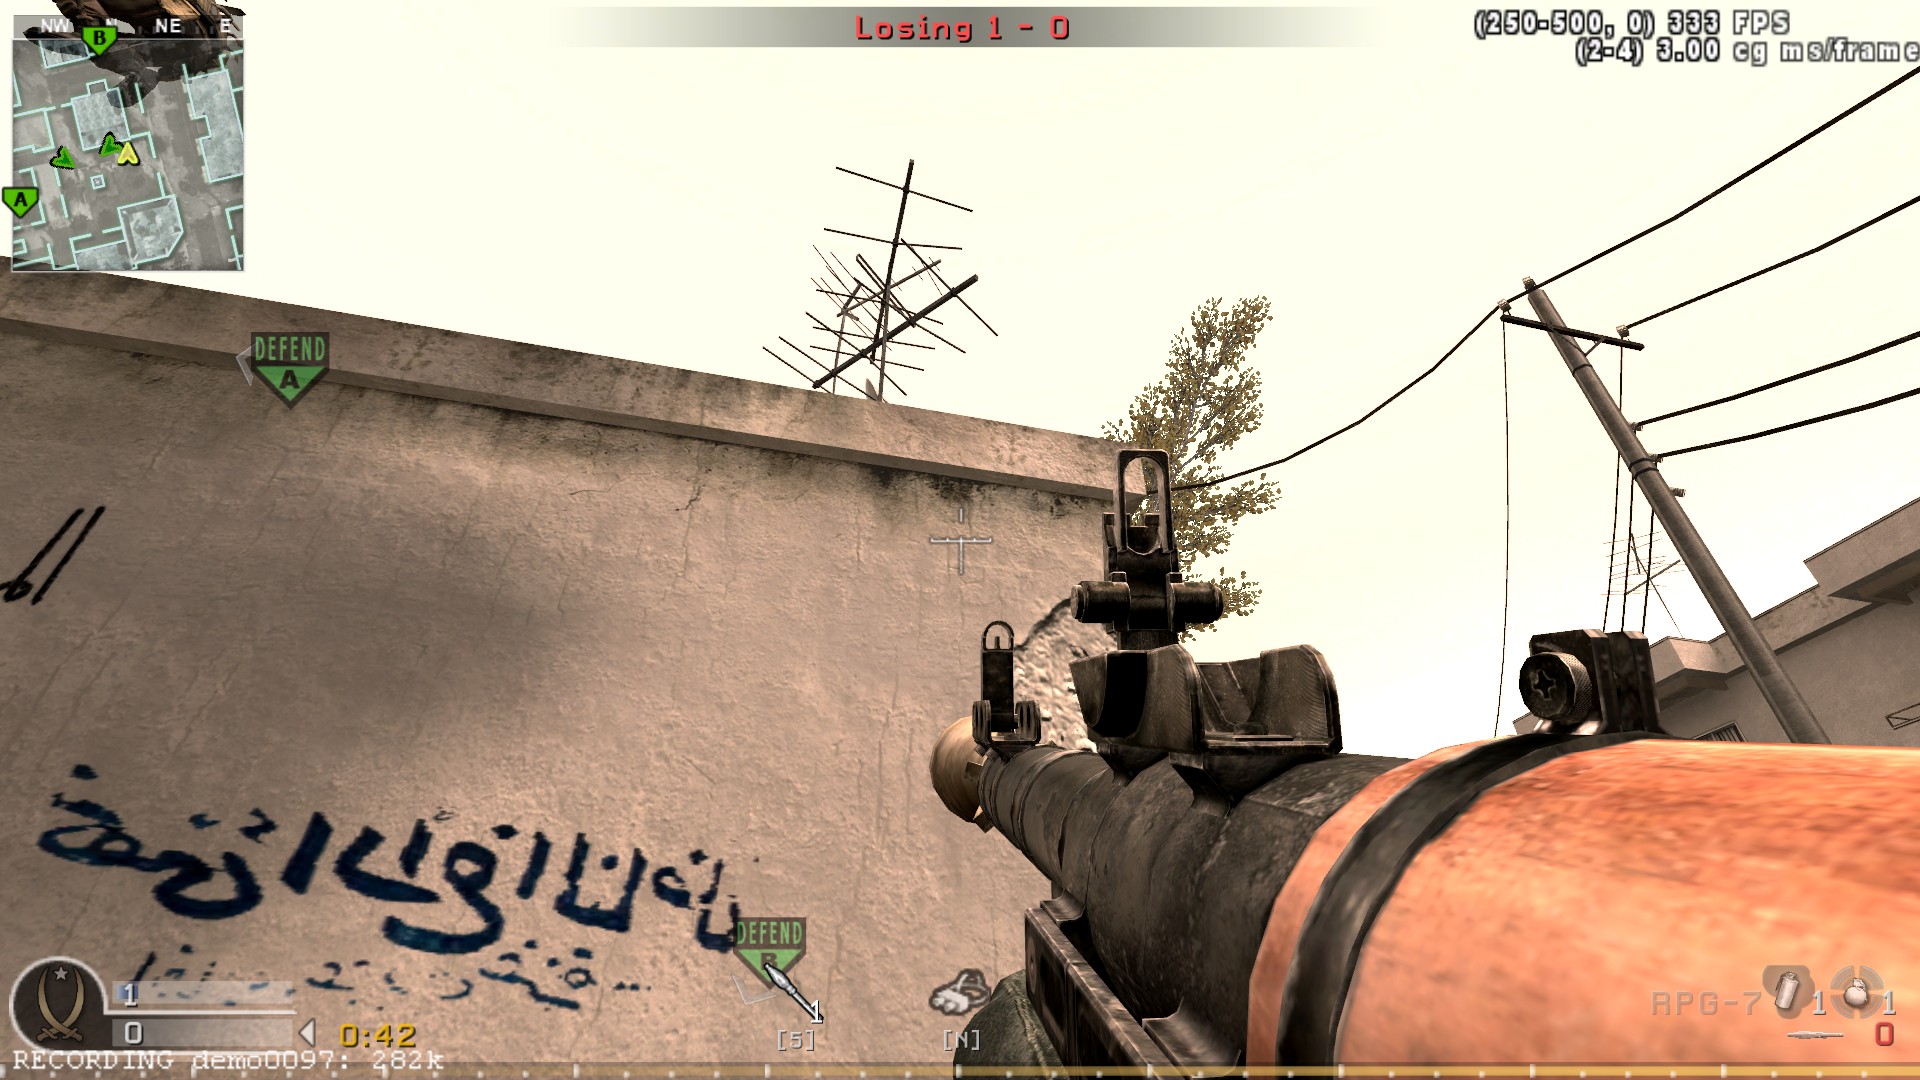 NW N NE E
B
Losing 1 - 0
(250-500, 0) 333 FPS
(2-4) 3.00 cg ms/frame
A
DEFEND
A
DEFEND
B
1
1
0
0:42
[5]
[N]
RPG-7
1
1
0
RECORDING demo0097: 282k